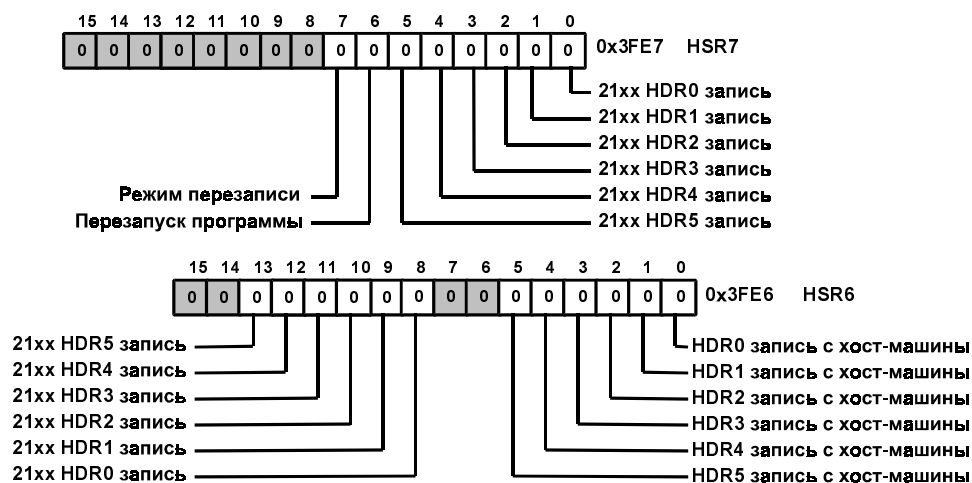 15 14 13 12 11 10 9 8 7 6 5 4 3 2 1 0
0 0 0 0 0 0 0 0 0 0 0 0 0 0 0 0 0x3FE7 HSR7
21xx HDR0 запись
21xx HDR1 запись
21xx HDR2 запись
21xx HDR3 запись
Режим перезаписи 21xx HDR4 запись
Перезапуск программы 21xx HDR5 запись
15 14 13 12 11 10 9 8 7 6 5 4 3 2 1 0
0 0 0 0 0 0 0 0 0 0 0 0 0 0 0 0 0x3FE6 HSR6
21xx HDR5 запись HDR0 запись с хост-машины
21xx HDR4 запись HDR1 запись с хост-машины
21xx HDR3 запись HDR2 запись с хост-машины
21xx HDR2 запись HDR3 запись с хост-машины
21xx HDR1 запись HDR4 запись с хост-машины
21xx HDR0 запись HDR5 запись с хост-машины